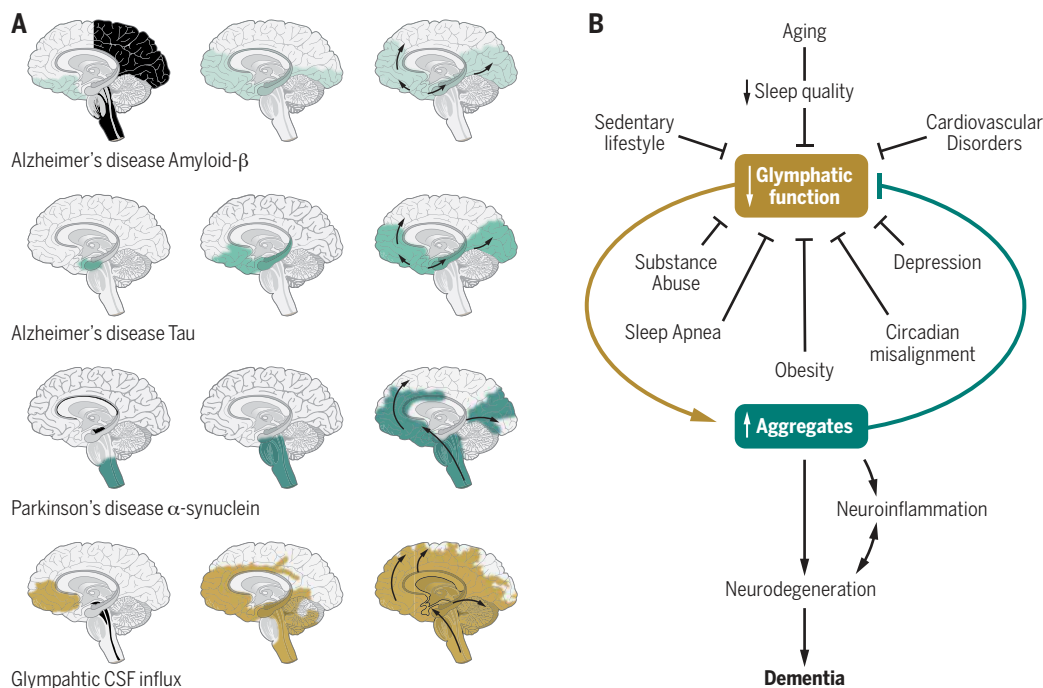 A
Alzheimer's disease Amyloid-β
Alzheimer's disease Tau
Parkinson's disease α-synuclein
Glympahtic CSF influx
B
Aging
Sleep quality
Sedentary
lifestyle
Cardiovascular
Disorders
Glymphatic
function
Substance
Abuse
Depression
Sleep Apnea
Circadian
misalignment
Obesity
Aggregates
Neuroinflammation
Neurodegeneration
Dementia